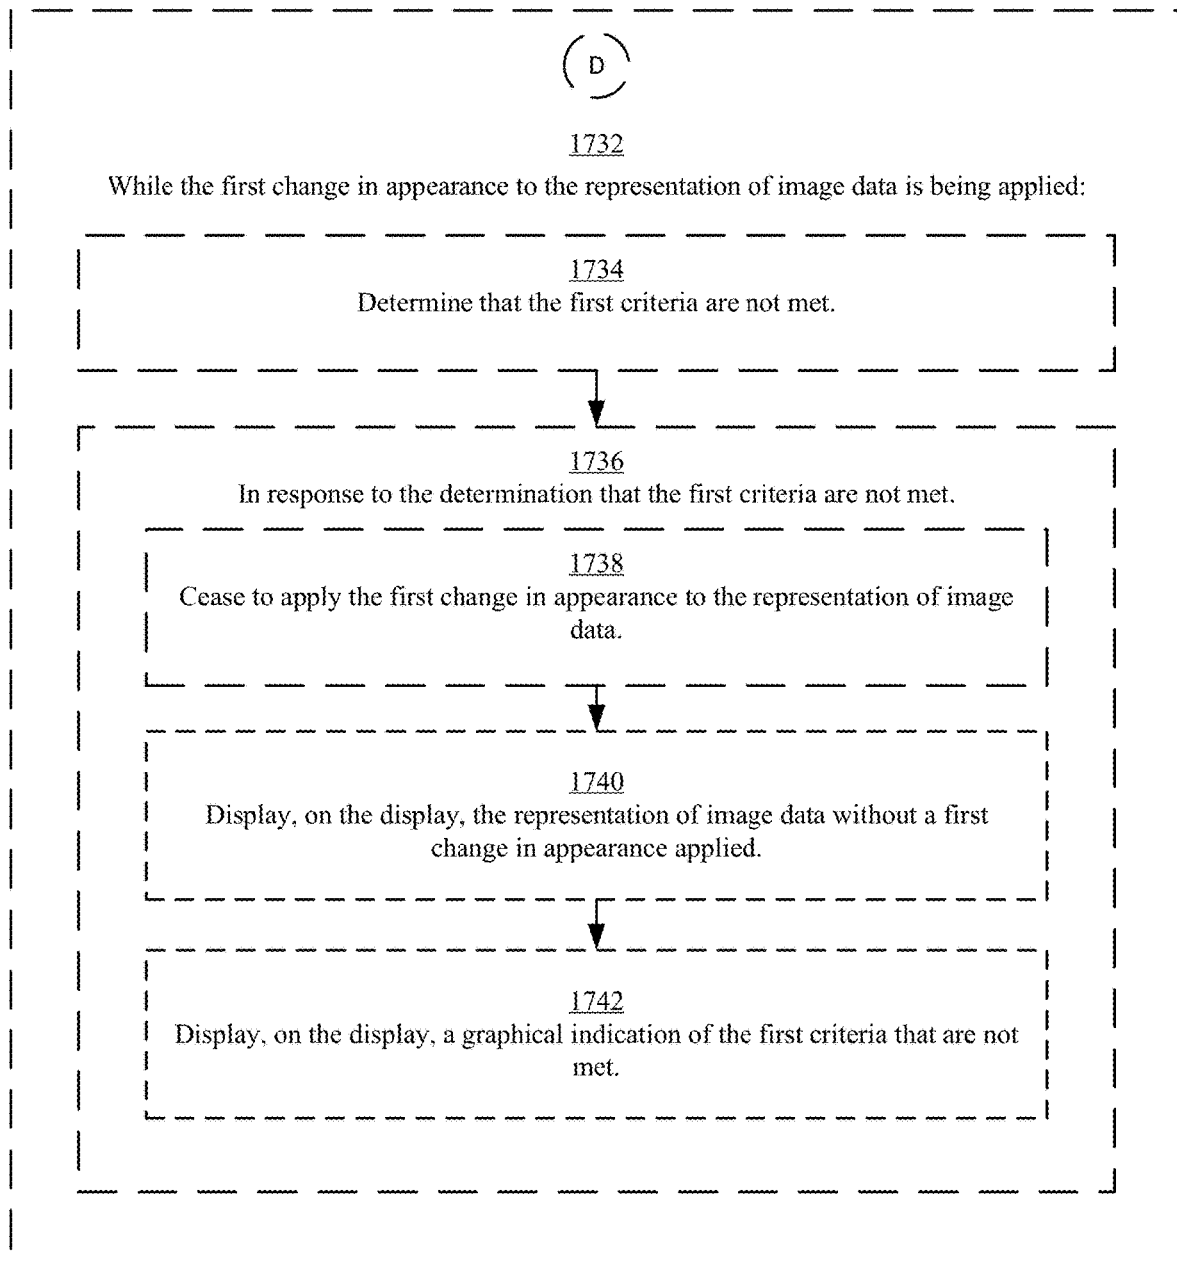 D
1732
While the first change in appearance to the representation of image data is being applied:
1734
Determine that the first criteria are not met.
1736
In response to the determination that the first criteria are not met.
1738
Cease to apply the first change in appearance to the representation of image
data.
1740
Display, on the display, the representation of image data without a first
change in appearance applied.
1742
Display, on the display, a graphical indication of the first criteria that are not
met.